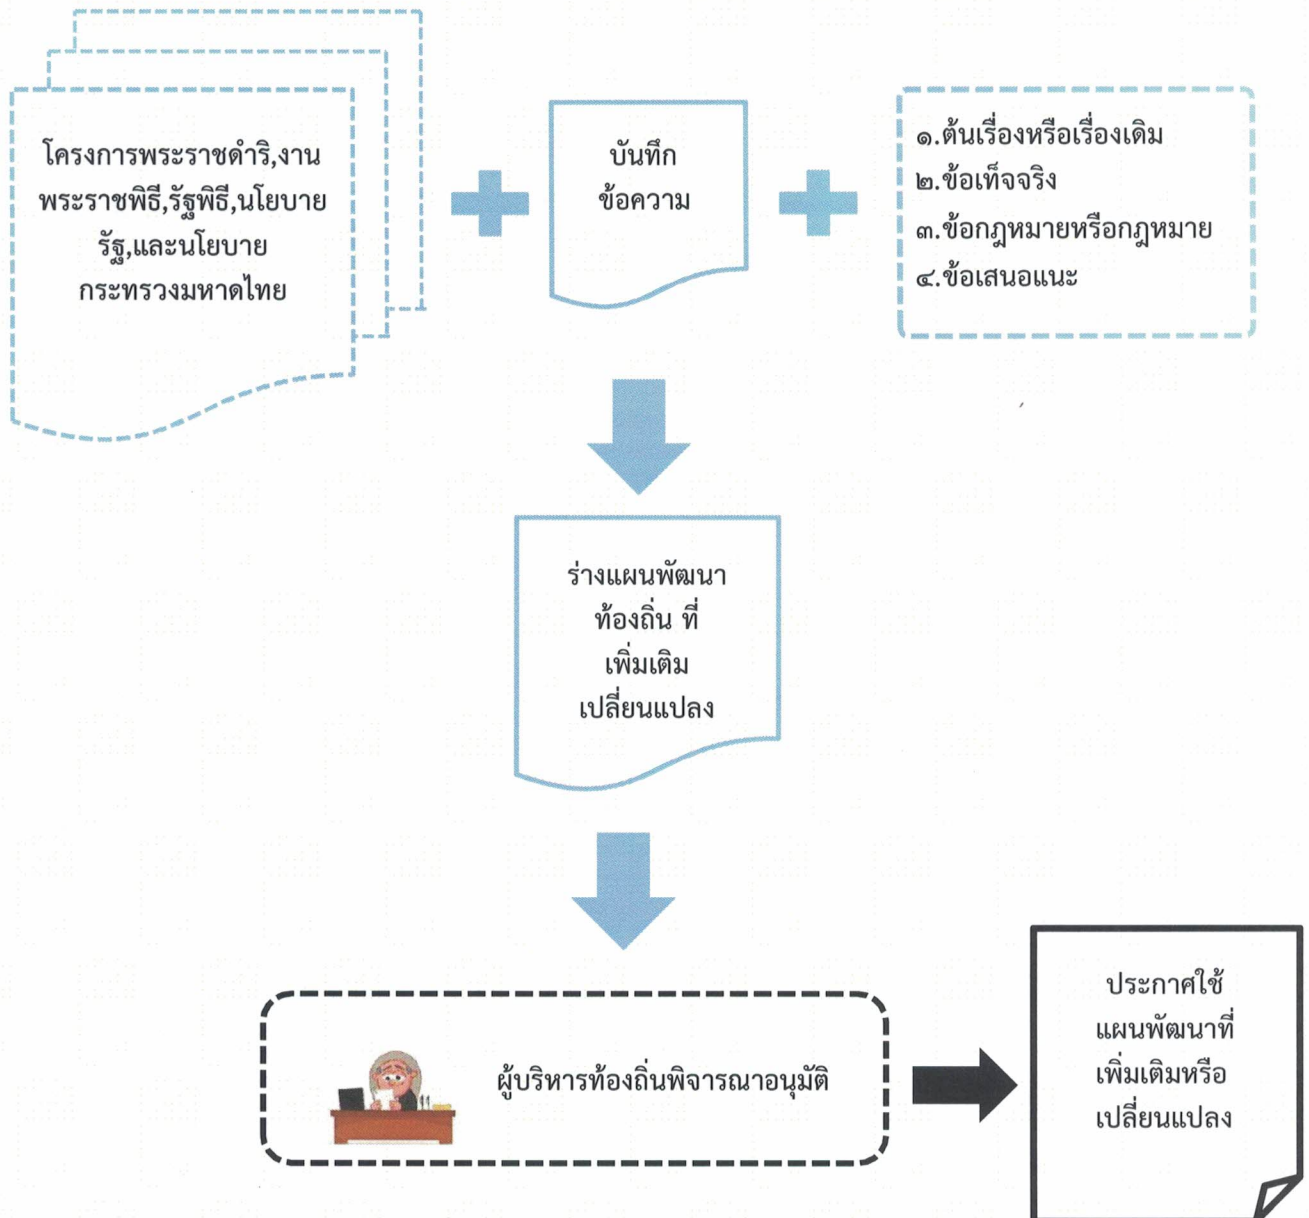 โครงการพระราชดำริ,งาน
พระราชพิธี,รัฐพิธี,นโยบาย
รัฐ,และนโยบาย
กระทรวงมหาดไทย
บันทึก
ข้อความ
๑.ต้นเรื่องหรือเรื่องเดิม
๒.ข้อเท็จจริง
๓.ข้อกฎหมายหรือกฎหมาย
๔.ข้อเสนอแนะ
ร่างแผนพัฒนา
ท้องถิ่น ที่
เพิ่มเติม
เปลี่ยนแปลง
ผู้บริหารท้องถิ่นพิจารณาอนุมัติ
ประกาศใช้
แผนพัฒนาที่
เพิ่มเติมหรือ
เปลี่ยนแปลง